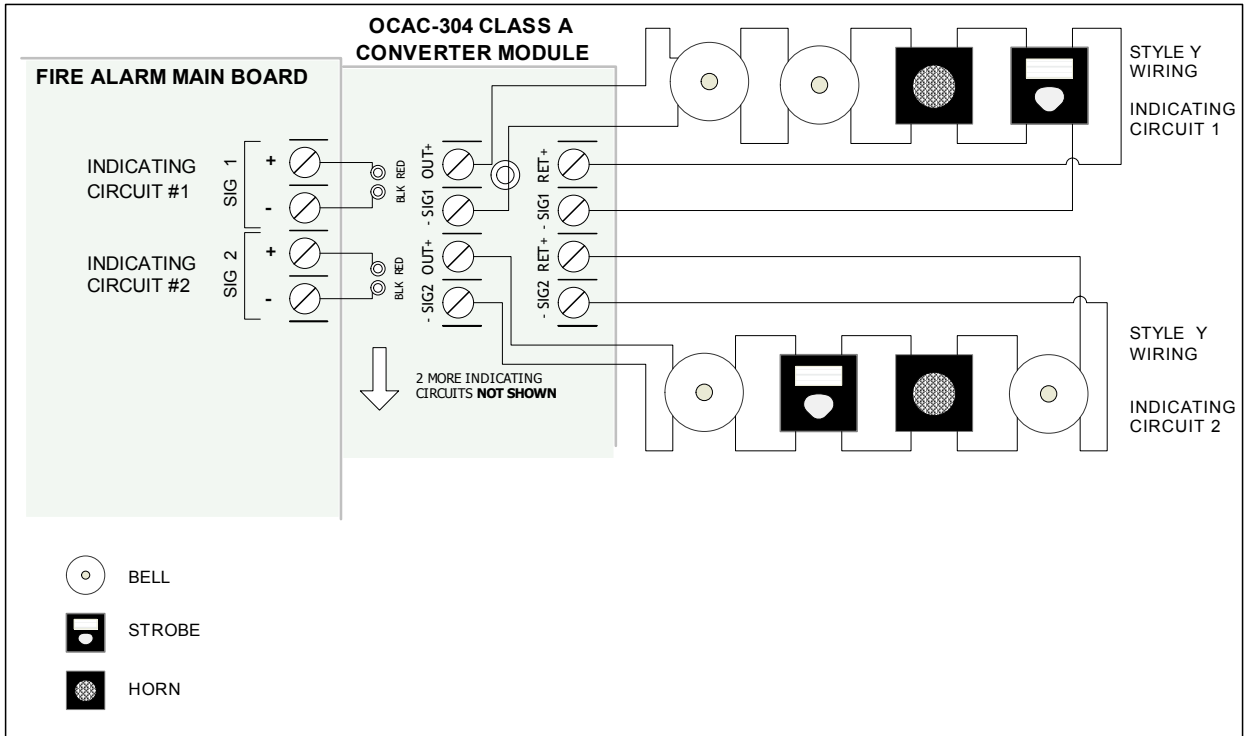 OCAC-304 CLASS A
CONVERTER MODULE
FIRE ALARM MAIN BOARD
INDICATING
CIRCUIT #1
SIG 1
+
-
RED
BLK
OUT+
- SIG1
RET+
- SIG1
INDICATING
CIRCUIT #2
SIG 2
+
-
RED
BLK
OUT+
- SIG2
RET+
- SIG2
2 MORE INDICATING
CIRCUITS NOT SHOWN
STYLE Y
WIRING
INDICATING
CIRCUIT 1
STYLE Y
WIRING
INDICATING
CIRCUIT 2
BELL
STROBE
HORN